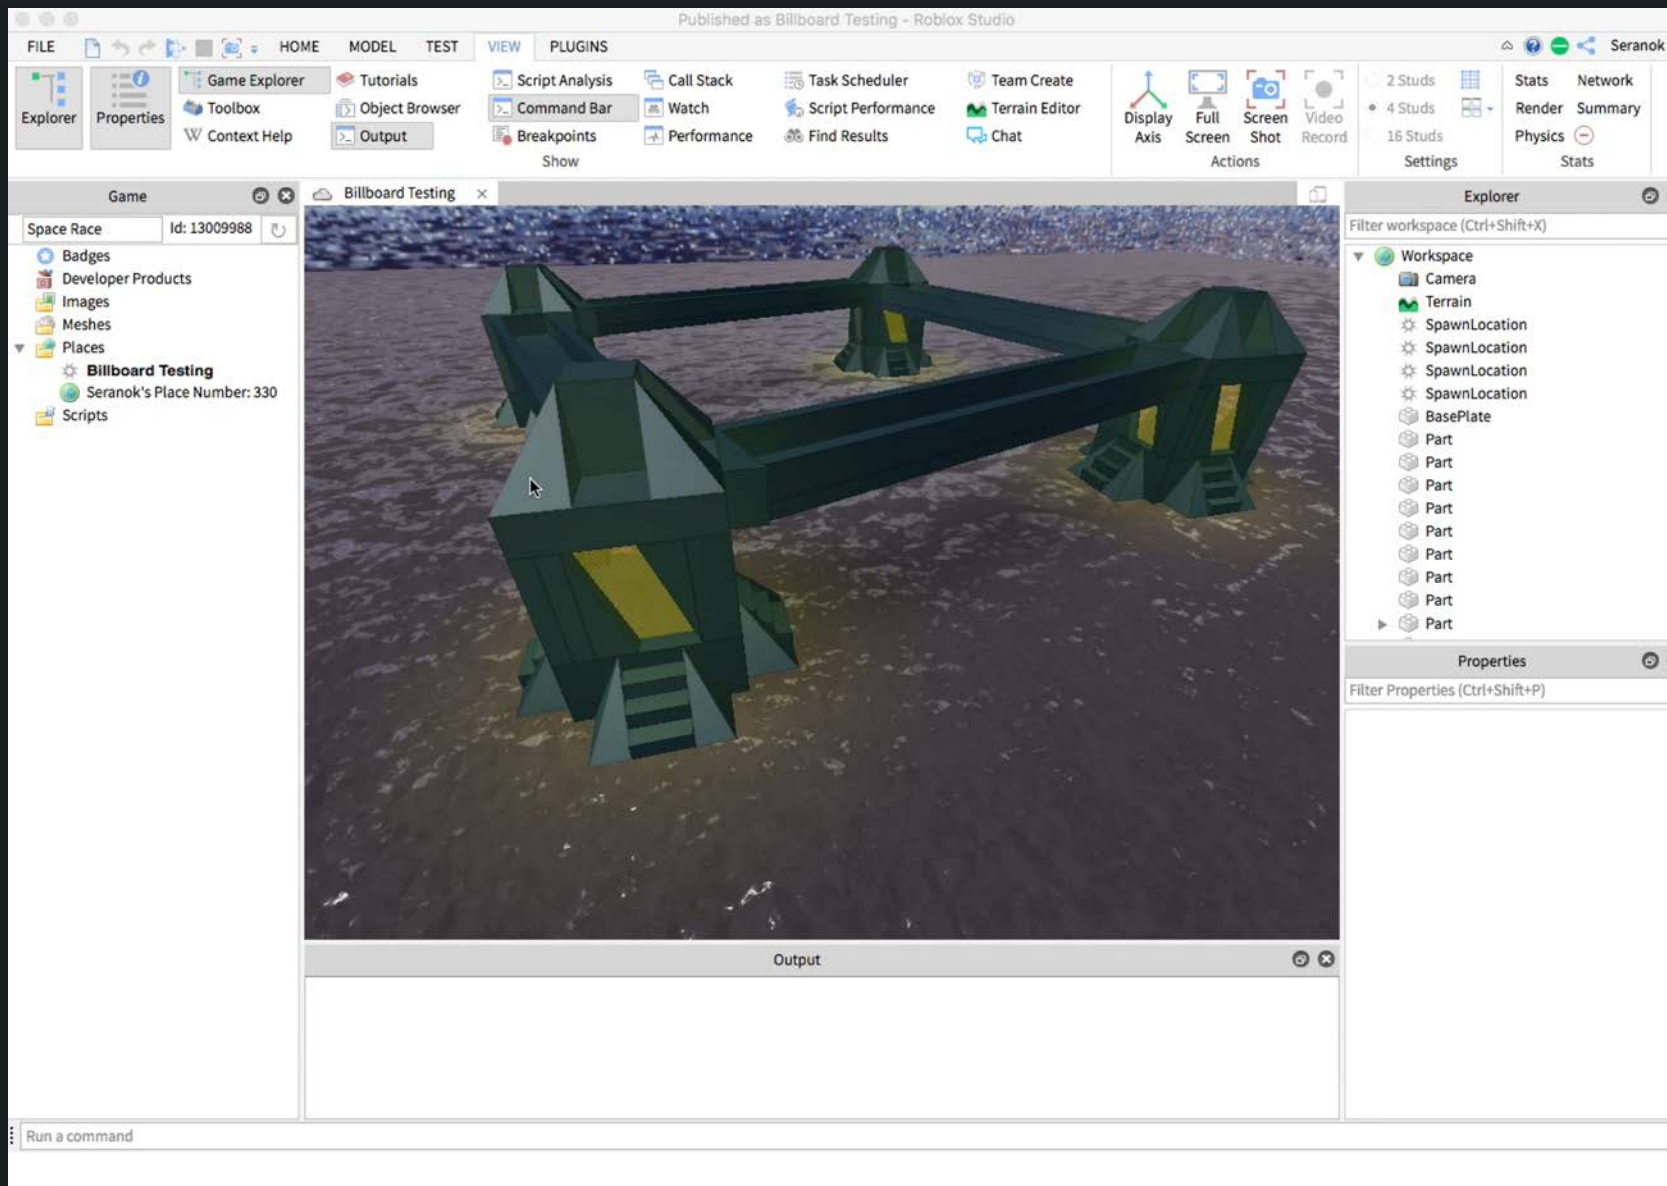 Published as Billboard Testing - Roblox Studio
FILE HOME MODEL TEST VIEW PLUGINS Seranok
Explorer
Properties
Game Explorer
Toolbox
Context Help
Tutorials
Object Browser
Output
Script Analysis
Command Bar
Breakpoints
Call Stack
Watch
Performance
Task Scheduler
Script Performance
Find Results
Team Create
Terrain Editor
Chat
Show
Display
Axis
Full
Screen
Screen
Shot
Video
Record
Actions
2 Studs
4 Studs
16 Studs
Settings
Stats Network
Render Summary
Physics
Stats
Game
Space Race Id: 13009988
Badges
Developer Products
Images
Meshes
Places
Billboard Testing
Seranok's Place Number: 330
Scripts
Billboard Testing
Output
Explorer
Filter workspace (Ctrl+Shift+X)
Workspace
Camera
Terrain
SpawnLocation
SpawnLocation
SpawnLocation
SpawnLocation
BasePlate
Part
Part
Part
Part
Part
Part
Part
Part
Part
Properties
Filter Properties (Ctrl+Shift+P)
Run a command